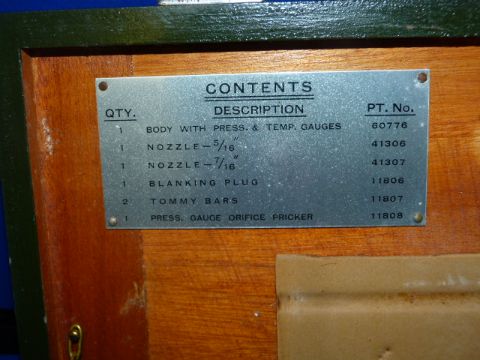 CONTENTS
QTY. DESCRIPTION PT. No.
1 BODY WITH PRESS. & TEMP. GAUGES 60776
1 NOZZLE—5/16" 41306
1 NOZZLE—7/16" 41307
1 BLANKING PLUG 11806
2 TOMMY BARS 11807
1 PRESS. GAUGE ORIFICE PRICKER 11808